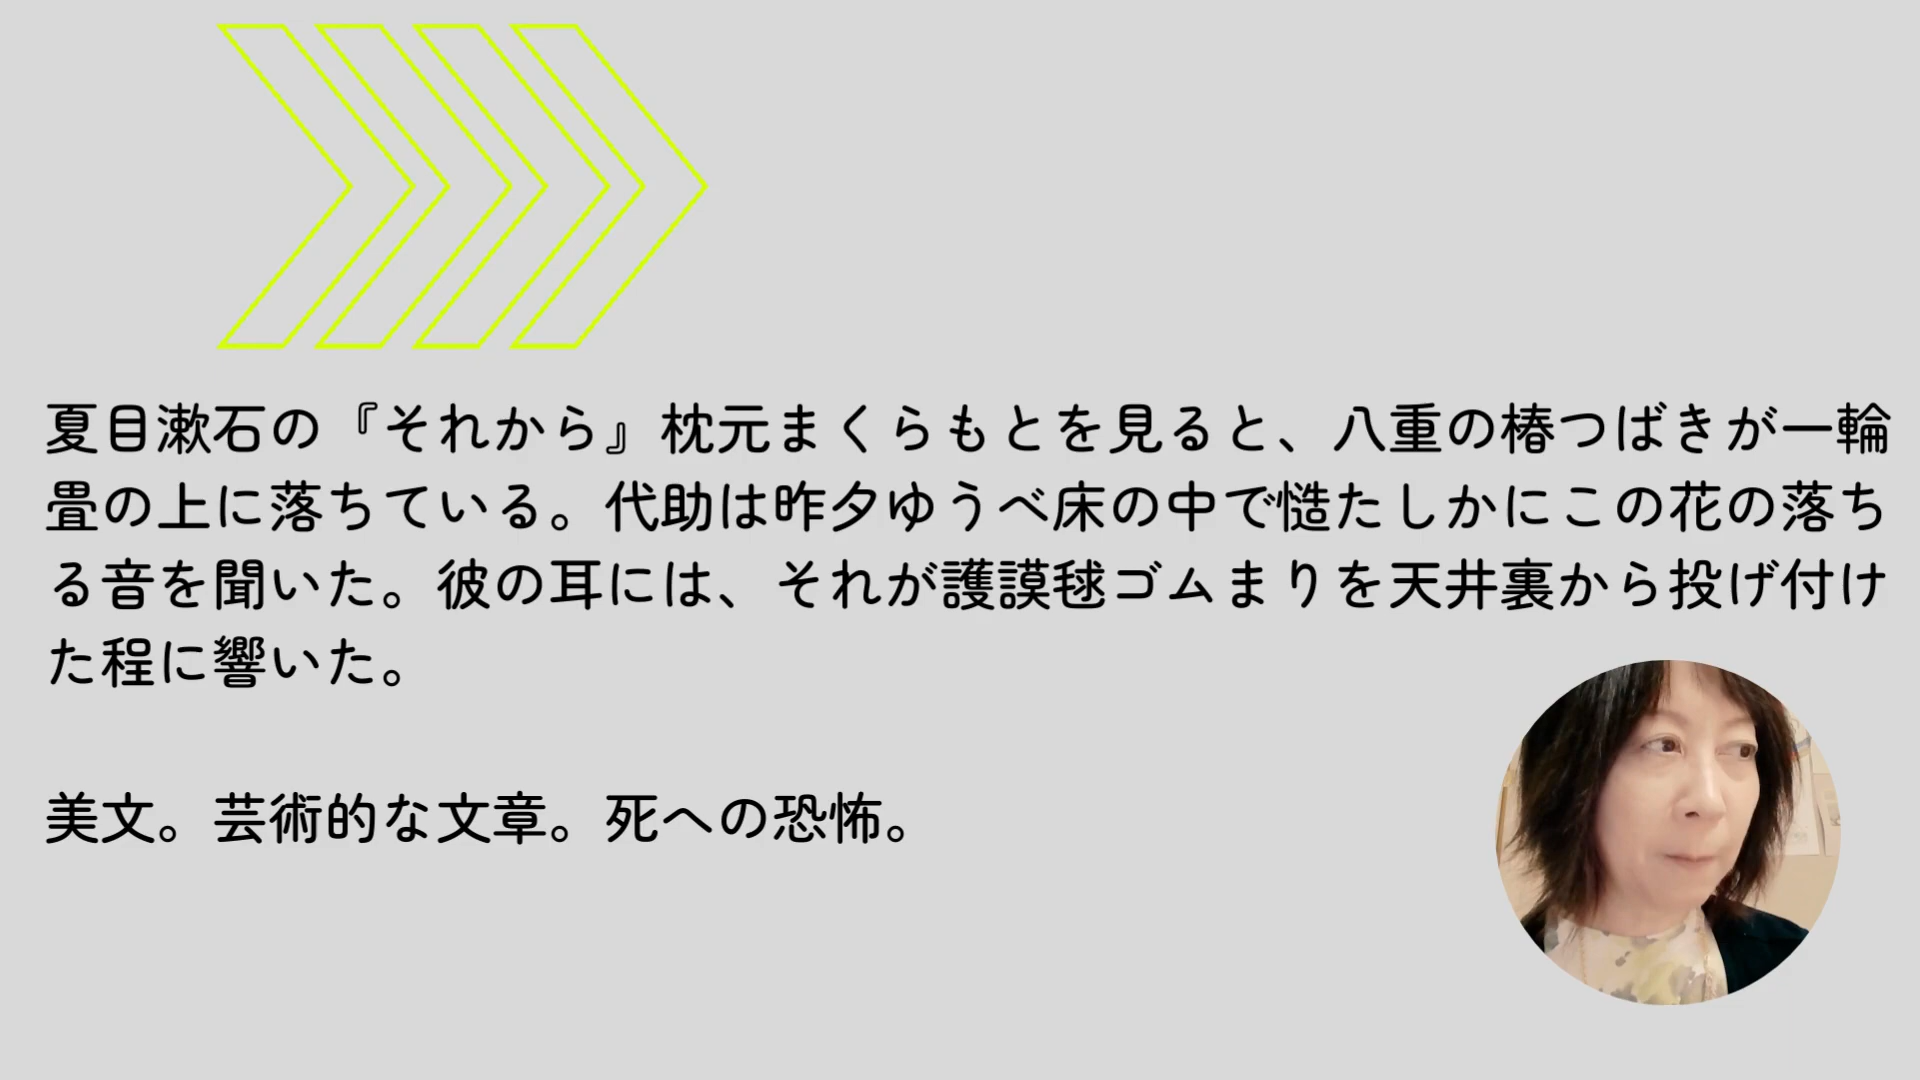 夏目漱石の『それから』枕元まくらもとを見ると、八重の椿つばきが一輪
畳の上に落ちている。代助は昨夕ゆうべ床の中で慥たしかにこの花の落ち
る音を聞いた。彼の耳には、それが護謨毬ゴムまりを天井裏から投げ付け
た程に響いた。
美文。芸術的な文章。死への恐怖。